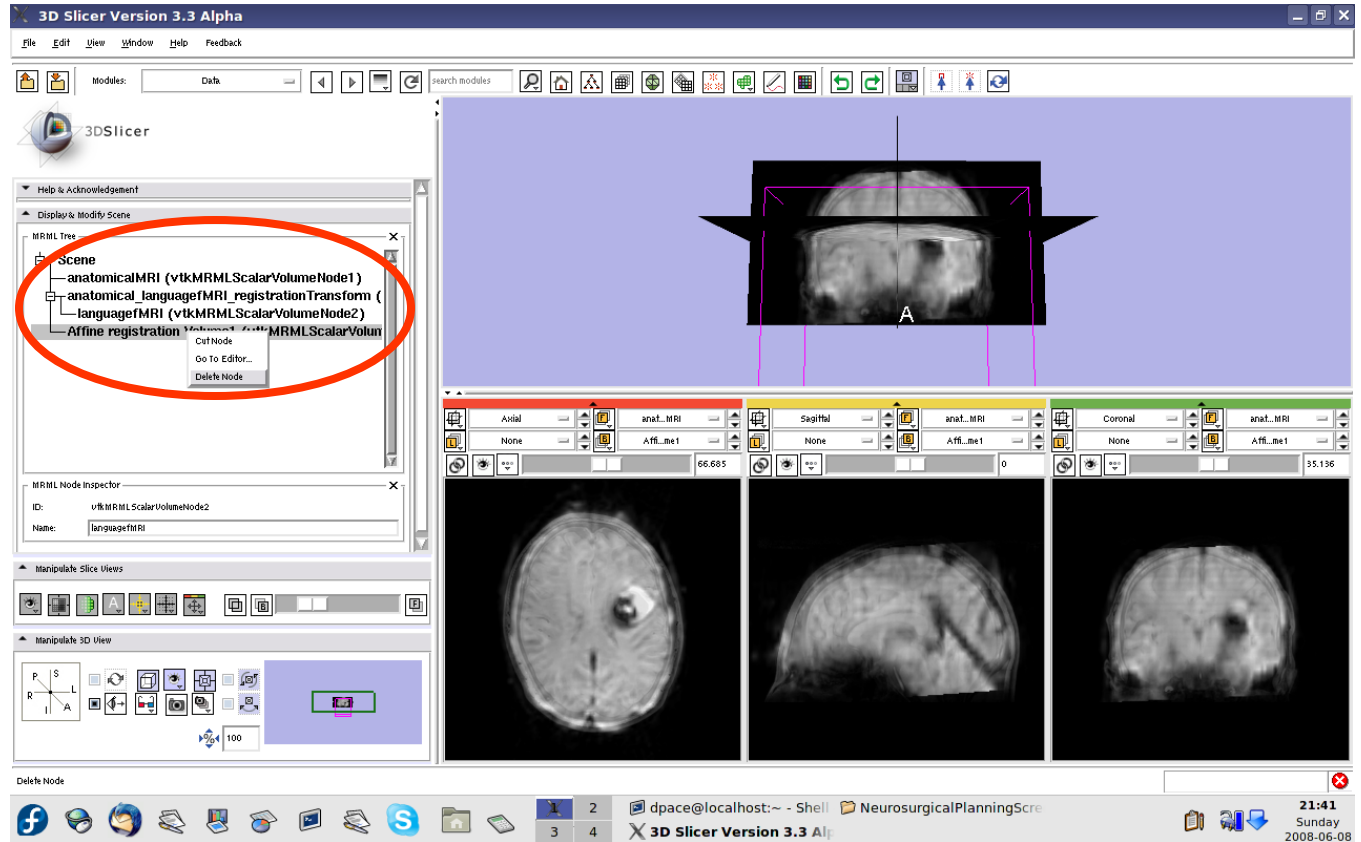 3D Slicer Version 3.3 Alpha
File Edit View Window Help Feedback
Modules: Data search modules
3DSlicer
Help & Acknowledgement
Display & Modify Scene
MRML Tree
Scene
anatomicalMRI (vtkMRMLScalarVolumeNode1)
anatomical_languagefMRI_registrationTransform (
languagefMRI (vtkMRMLScalarVolumeNode2)
Affine registration Volume1 (vtkMRMLScalarVolun
Cut Node
Go To Editor...
Delete Node
MRML Node Inspector
ID: vtkMRMLScalarVolumeNode2
Name: languagefMRI
Manipulate Slice Views
Manipulate 3D View
P S
R L
I A
% 100
A
Axial F anat...MRI
L None B Affi...me1
66.685
Sagittal F anat...MRI
L None B Affi...me1
0
Coronal F anat...MRI
L None B Affi...me1
35.136
Delete Node
1 2
3 4
dpace@localhost:~ - Shell
NeurosurgicalPlanningScre
3D Slicer Version 3.3 Alp
21:41
Sunday
2008-06-08